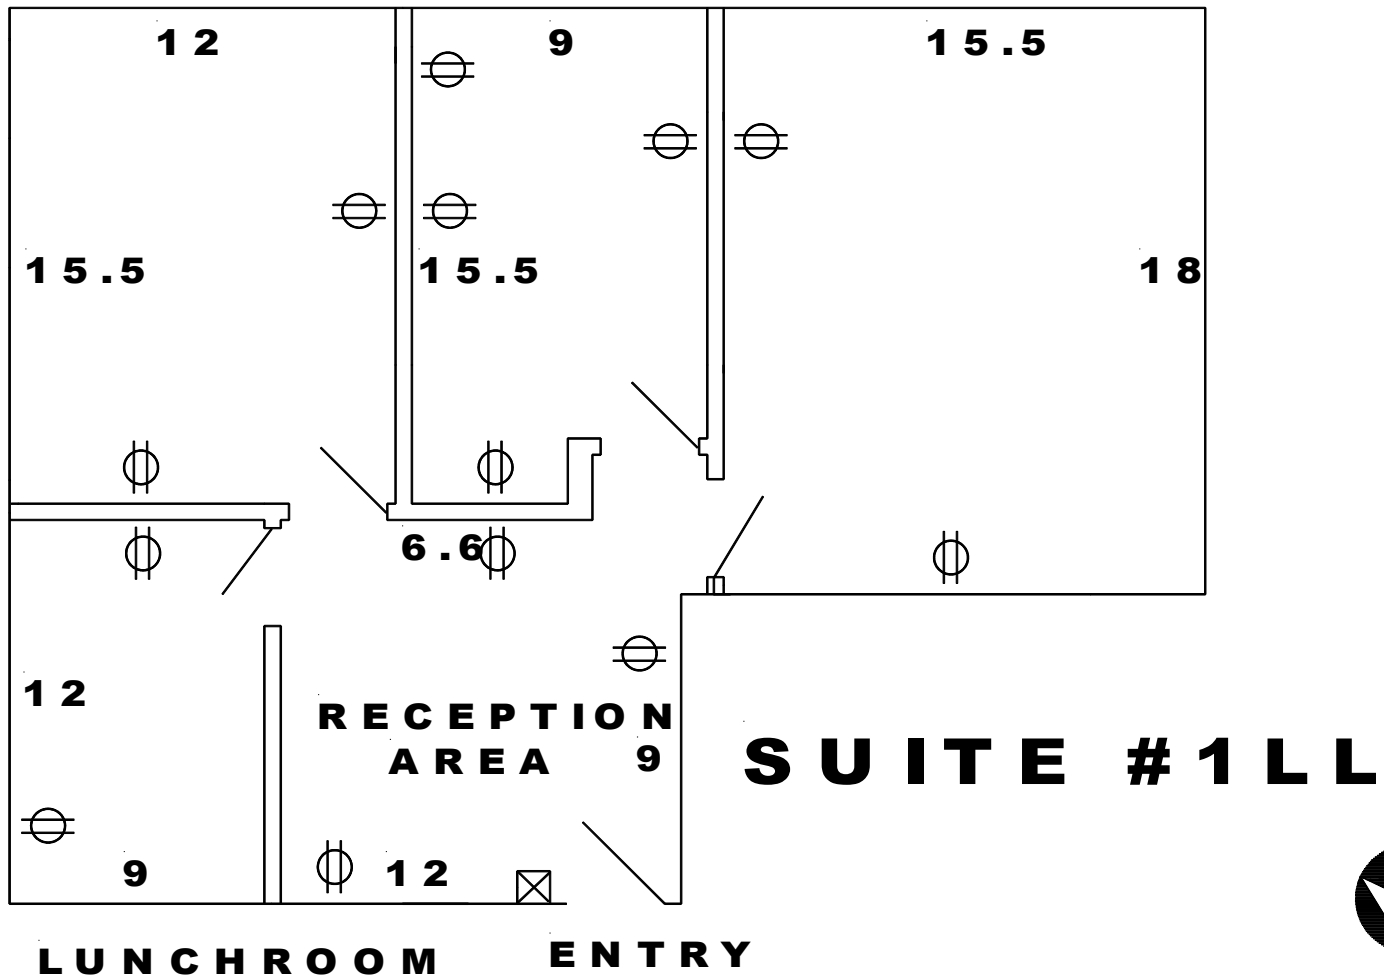 12 9 15.5
15.5 15.5 18
6.6
12
RECEPTION
AREA 9
SUITE #1LL
9 12
LUNCHROOM ENTRY